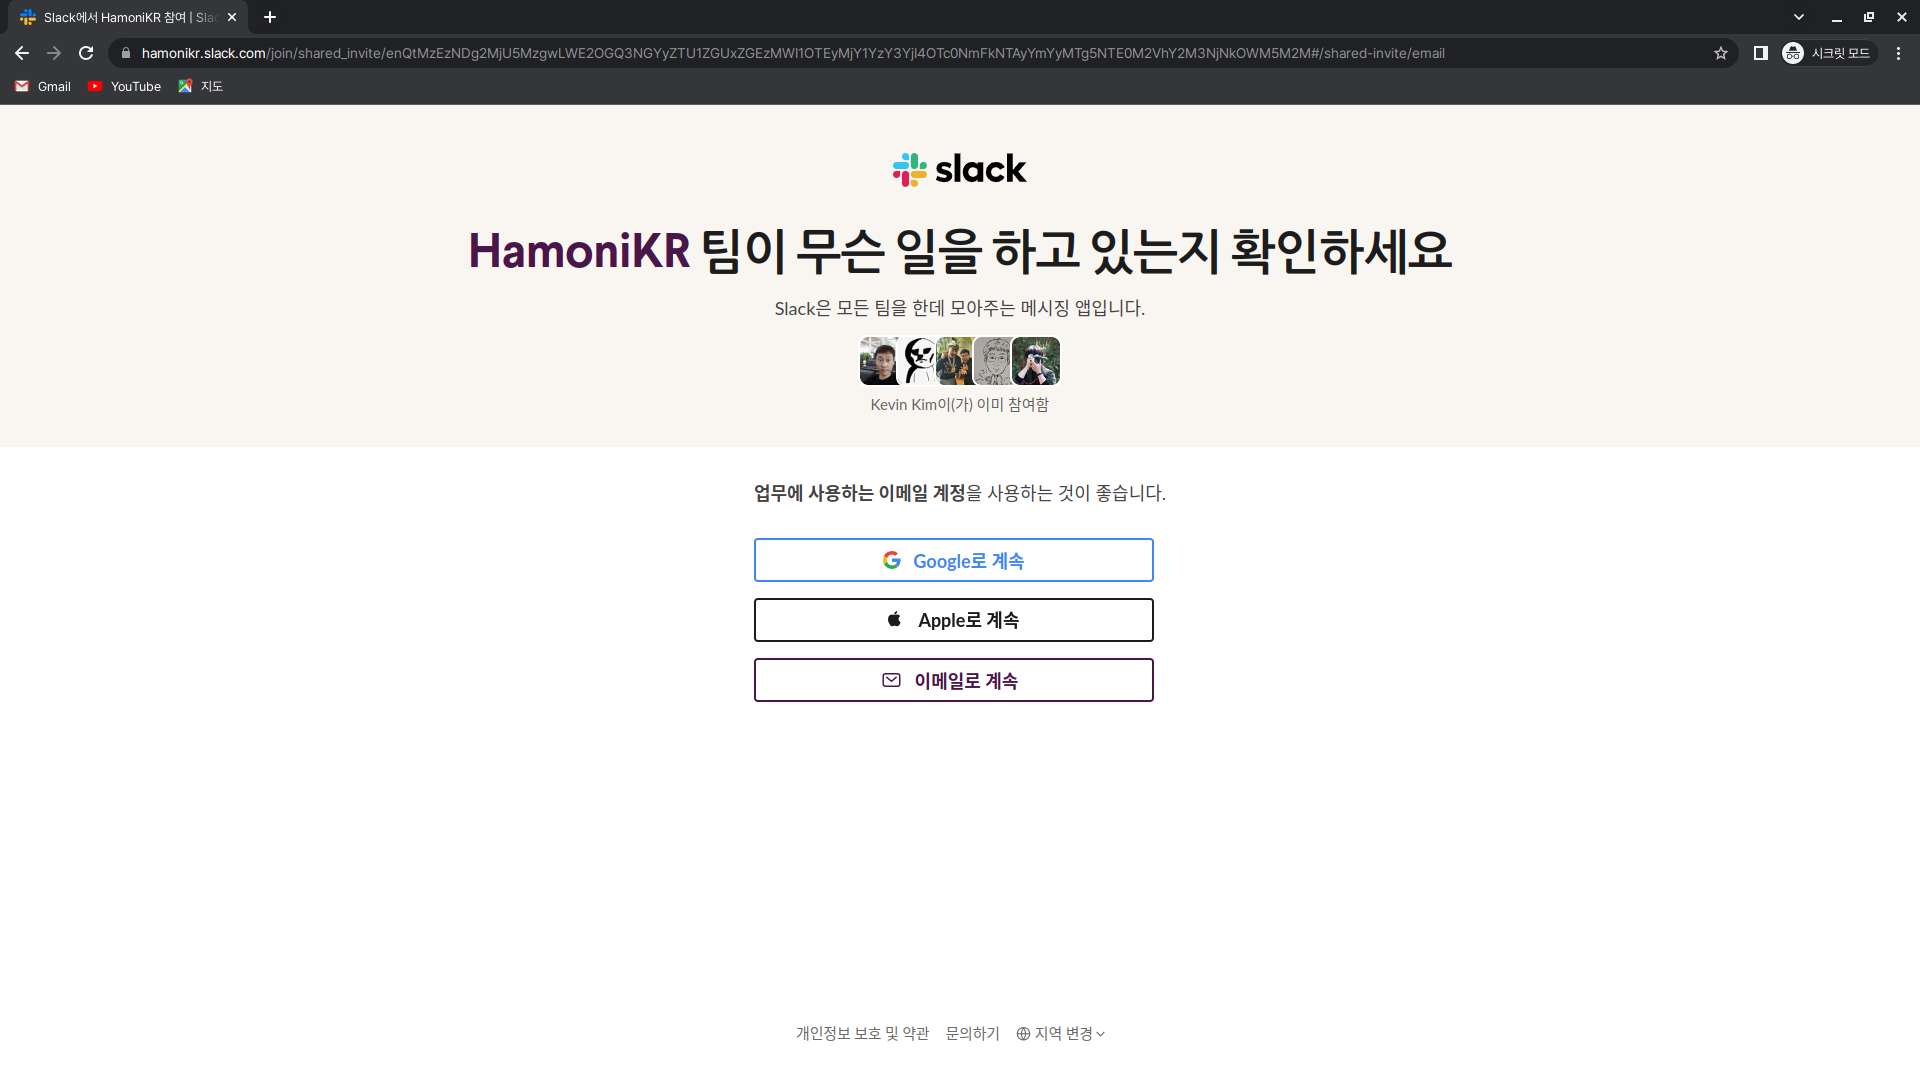 Slack에서 HamoniKR 참여 | Slac
hamonikr.slack.com/join/shared_invite/enQtMzEzNDg2MjU5MzgwLWE2OGQ3NGYyZTU1ZGUxZGEzMWI1OTEyMjY1YzY3YjI4OTc0NmFkNTAyYmYyMTg5NTE0M2VhY2M3NjNkOWM5M2M#/shared-invite/email
시크릿 모드
Gmail YouTube 지도
slack
HamoniKR 팀이 무슨 일을 하고 있는지 확인하세요
Slack은 모든 팀을 한데 모아주는 메시징 앱입니다.
Kevin Kim이(가) 이미 참여함
업무에 사용하는 이메일 계정을 사용하는 것이 좋습니다.
Google로 계속
Apple로 계속
이메일로 계속
개인정보 보호 및 약관 문의하기 지역 변경